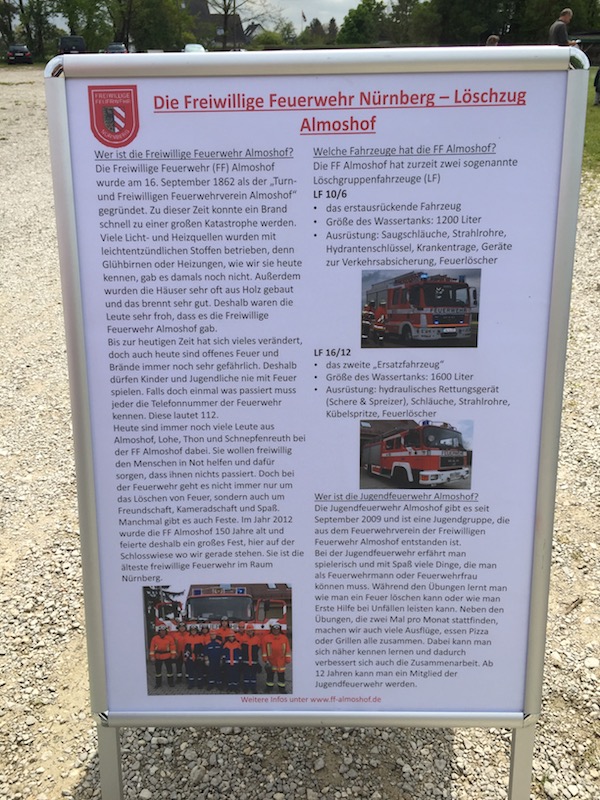 FREIWILLIGE
FEUERWEHR
NÜRNBERG
Die Freiwillige Feuerwehr Nürnberg – Löschzug
Almoshof
Wer ist die Freiwillige Feuerwehr Almoshof?
Die Freiwillige Feuerwehr (FF) Almoshof
wurde am 16. September 1862 als der „Turn-
und Freiwilligen Feuerwehrverein Almoshof“
gegründet. Zu dieser Zeit konnte ein Brand
schnell zu einer großen Katastrophe werden.
Viele Licht- und Heizquellen wurden mit
leichtentzündlichen Stoffen betrieben, denn
Glühbirnen oder Heizungen, wie wir sie heute
kennen, gab es damals noch nicht. Außerdem
wurden die Häuser sehr oft aus Holz gebaut
und das brennt sehr gut. Deshalb waren die
Leute sehr froh, dass es die Freiwillige
Feuerwehr Almoshof gab.
Bis zur heutigen Zeit hat sich vieles verändert,
doch auch heute sind offenes Feuer und
Brände immer noch sehr gefährlich. Deshalb
dürfen Kinder und Jugendliche nie mit Feuer
spielen. Falls doch einmal was passiert muss
jeder die Telefonnummer der Feuerwehr
kennen. Diese lautet 112.
Heute sind immer noch viele Leute aus
Almoshof, Lohe, Thon und Schnepfenreuth bei
der FF Almoshof dabei. Sie wollen freiwillig
den Menschen in Not helfen und dafür
sorgen, dass ihnen nichts passiert. Doch bei
der Feuerwehr geht es nicht immer nur um
das Löschen von Feuer, sondern auch um
Freundschaft, Kameradschaft und Spaß.
Manchmal gibt es auch Feste. Im Jahr 2012
wurde die FF Almoshof 150 Jahre alt und
feierte deshalb ein großes Fest, hier auf der
Schlosswiese wo wir gerade stehen. Sie ist die
älteste freiwillige Feuerwehr im Raum
Nürnberg.
Welche Fahrzeuge hat die FF Almoshof?
Die FF Almoshof hat zurzeit zwei sogenannte
Löschgruppenfahrzeuge (LF)
LF 10/6
• das erstausrückende Fahrzeug
• Größe des Wassertanks: 1200 Liter
• Ausrüstung: Saugschläuche, Strahlrohre,
Hydrantenschlüssel, Krankentrage, Geräte
zur Verkehrsabsicherung, Feuerlöscher
FEUERWEHR
LF 16/12
• das zweite „Ersatzfahrzeug“
• Größe des Wassertanks: 1600 Liter
• Ausrüstung: hydraulisches Rettungsgerät
(Schere & Spreizer), Schläuche, Strahlrohre,
Kübelspritze, Feuerlöscher
Wer ist die Jugendfeuerwehr Almoshof?
Die Jugendfeuerwehr Almoshof gibt es seit
September 2009 und ist eine Jugendgruppe, die
aus dem Feuerwehrverein der Freiwilligen
Feuerwehr Almoshof entstanden ist.
Bei der Jugendfeuerwehr erfährt man
spielerisch und mit Spaß viele Dinge, die man
als Feuerwehrmann oder Feuerwehrfrau
können muss. Während den Übungen lernt man
wie man ein Feuer löschen kann oder wie man
Erste Hilfe bei Unfällen leisten kann. Neben den
Übungen, die zwei Mal pro Monat stattfinden,
machen wir auch viele Ausflüge, essen Pizza
oder Grillen alle zusammen. Dabei kann man
sich näher kennen lernen und dadurch
verbessert sich auch die Zusammenarbeit. Ab
12 Jahren kann man ein Mitglied der
Jugendfeuerwehr werden.
Weitere Infos unter www.ff-almoshof.de